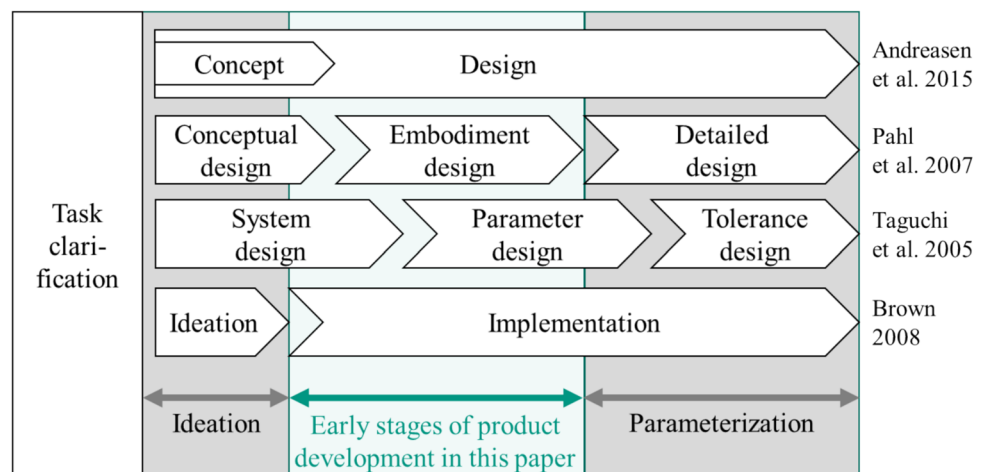 Task
clari-
fication
Concept
Design
Andreasen
et al. 2015
Conceptual
design
Embodiment
design
Detailed
design
Pahl
et al. 2007
System
design
Parameter
design
Tolerance
design
Taguchi
et al. 2005
Ideation
Implementation
Brown
2008
Ideation
Early stages of product
development in this paper
Parameterization